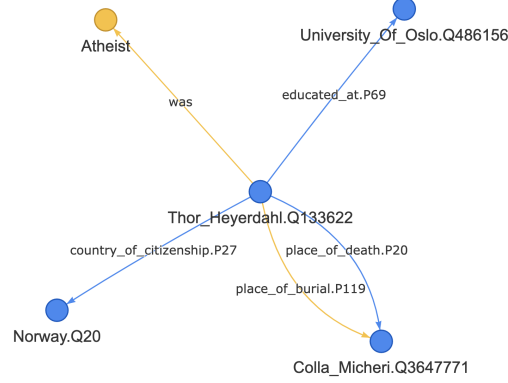 University_Of_Oslo.Q486156
Atheist
educated_at.P69
was
Thor_Heyerdahl.Q133622
country_of_citizenship.P27
place_of_death.P20
place_of_burial.P119
Norway.Q20
Colla_Micheri.Q3647771